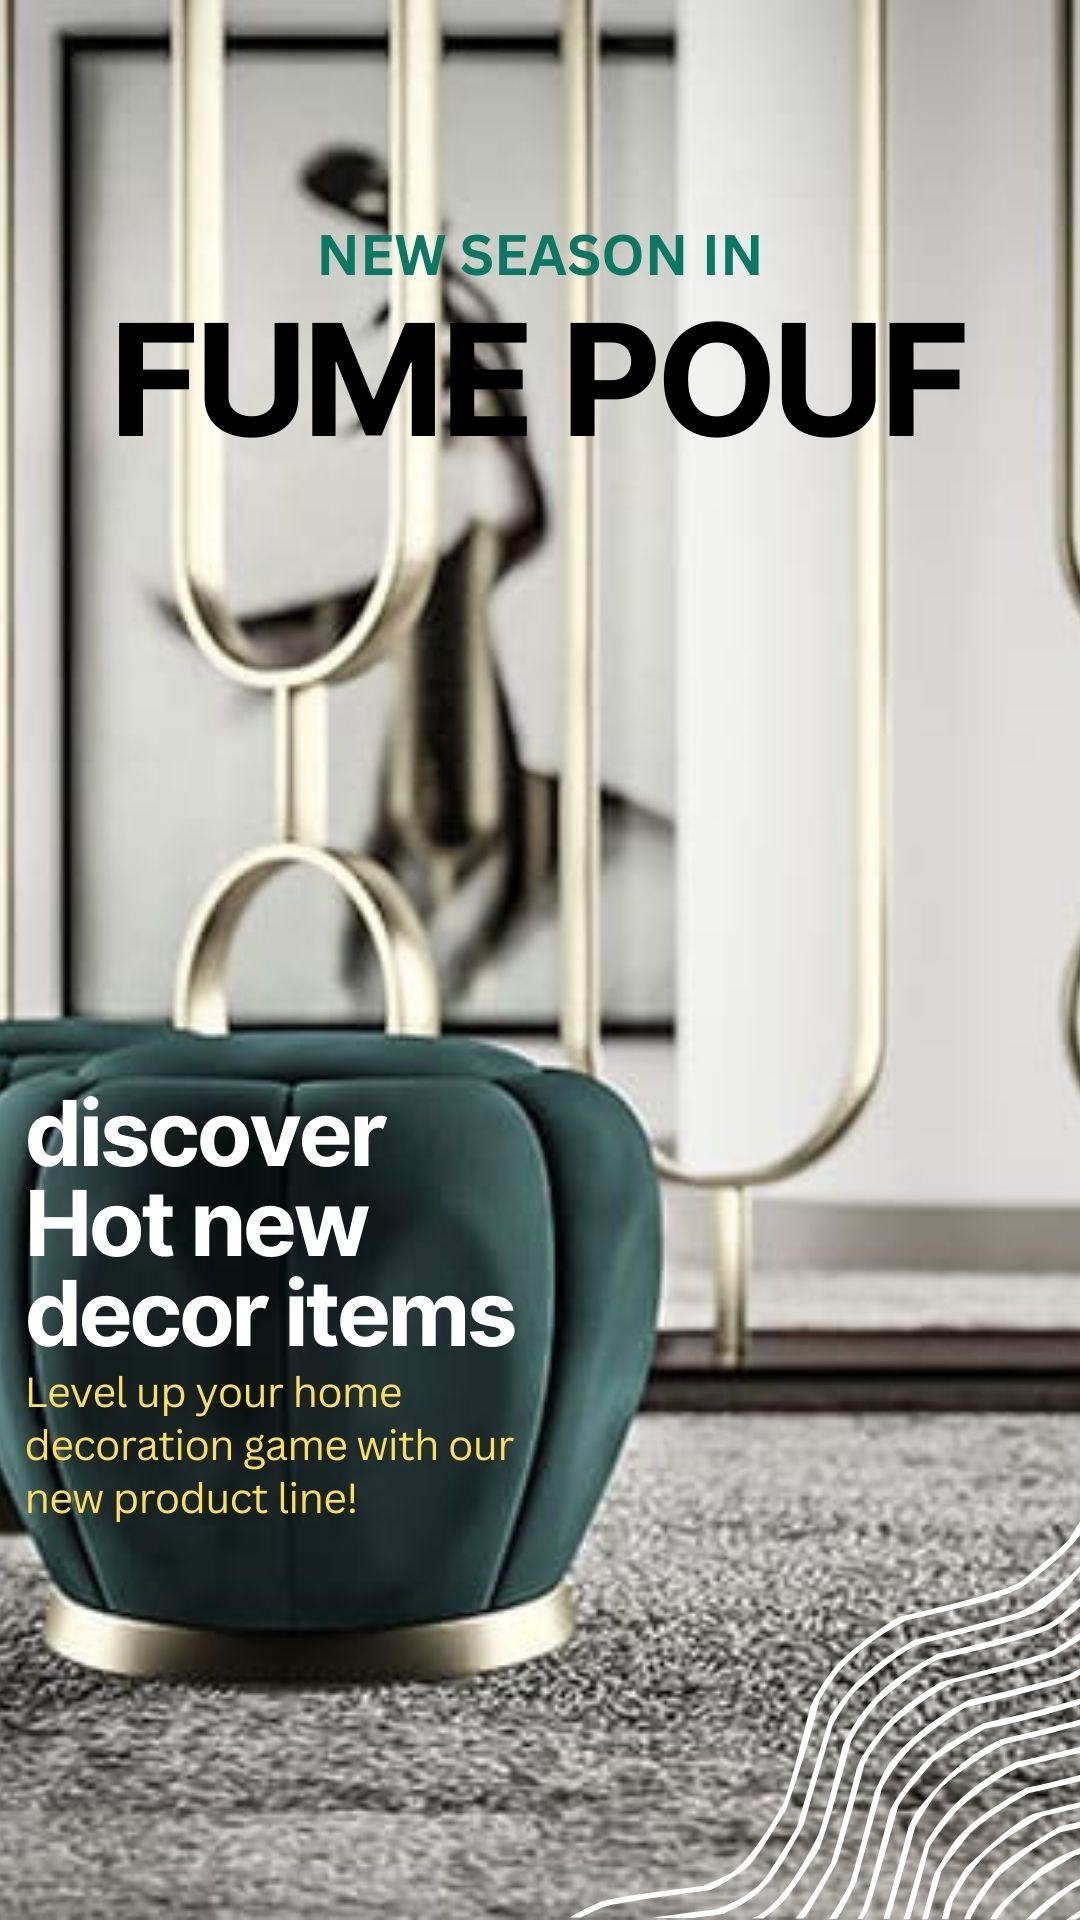 NEW SEASON IN
FUME POUF
discover
Hot new
decor items
Level up your home
decoration game with our
new product line!